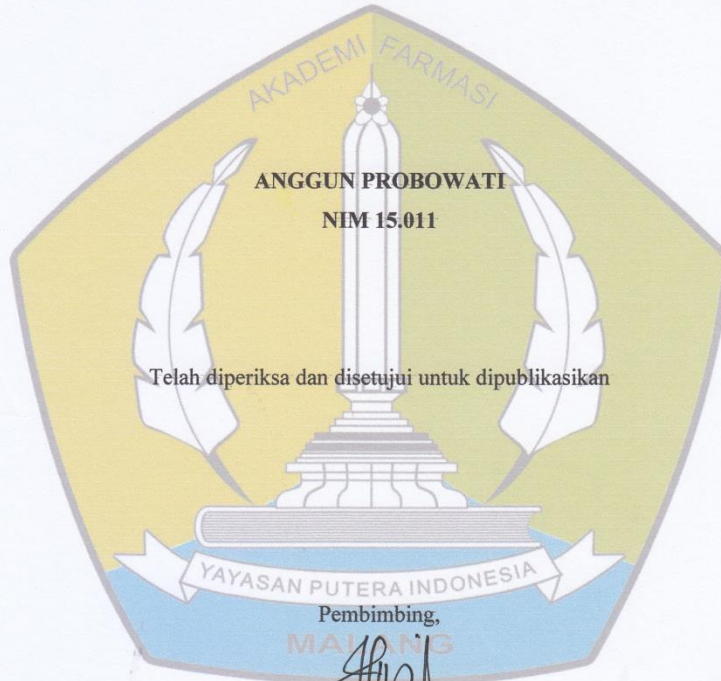 AKADEMI FARMASI
ANGGUN PROBOWATI
NIM 15.011
Telah diperiksa dan disetujui untuk dipublikasikan
YAYASAN PUTERA INDONESIA
Pembimbing,
MALANG